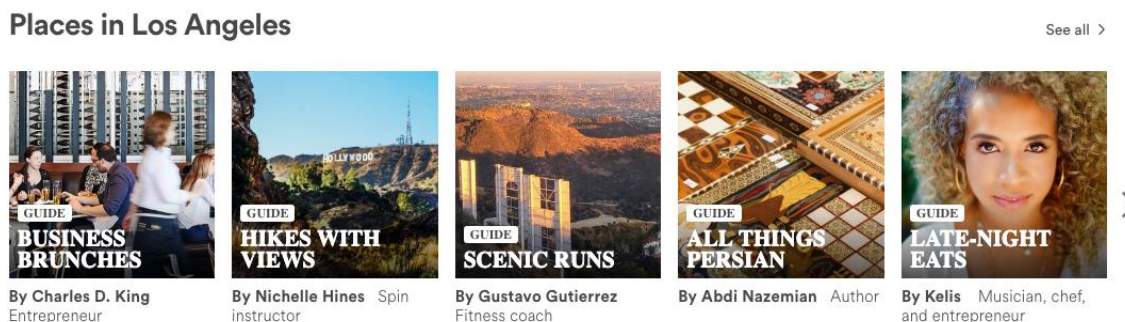 Places in Los Angeles
See all >
GUIDE
BUSINESS
BRUNCHES
By Charles D. King
Entrepreneur
HOLLYWOOD
GUIDE
HIKES WITH
VIEWS
By Nichelle Hines Spin
instructor
GUIDE
SCENIC RUNS
By Gustavo Gutierrez
Fitness coach
GUIDE
ALL THINGS
PERSIAN
By Abdi Nazemian Author
GUIDE
LATE-NIGHT
EATS
By Kelis Musician, chef,
and entrepreneur